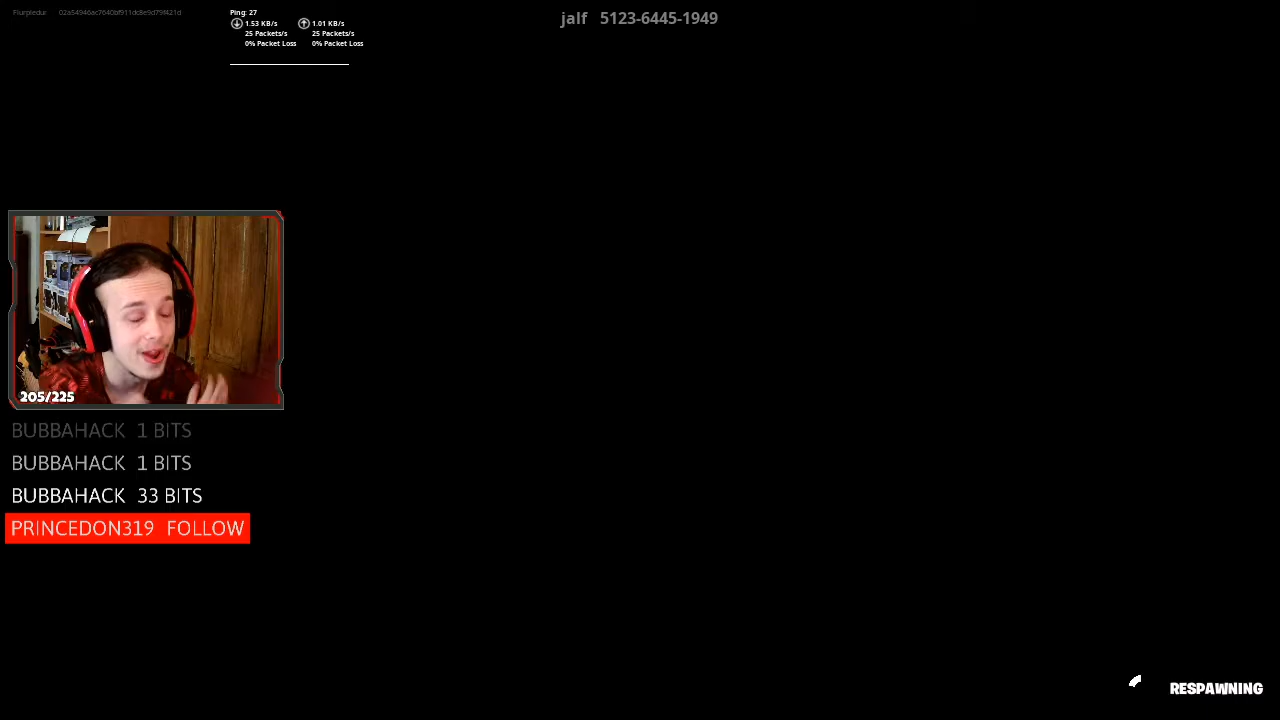 Flurpledur
Ping: 27
1.53 KB/s 1.01 KB/s
25 Packets/s 25 Packets/s
0% Packet Loss 0% Packet Loss
jalf 5123-6445-1949
205/225
BUBBAHACK 1 BITS
BUBBAHACK 1 BITS
BUBBAHACK 33 BITS
PRINCEDON319 FOLLOW
RESPAWNING